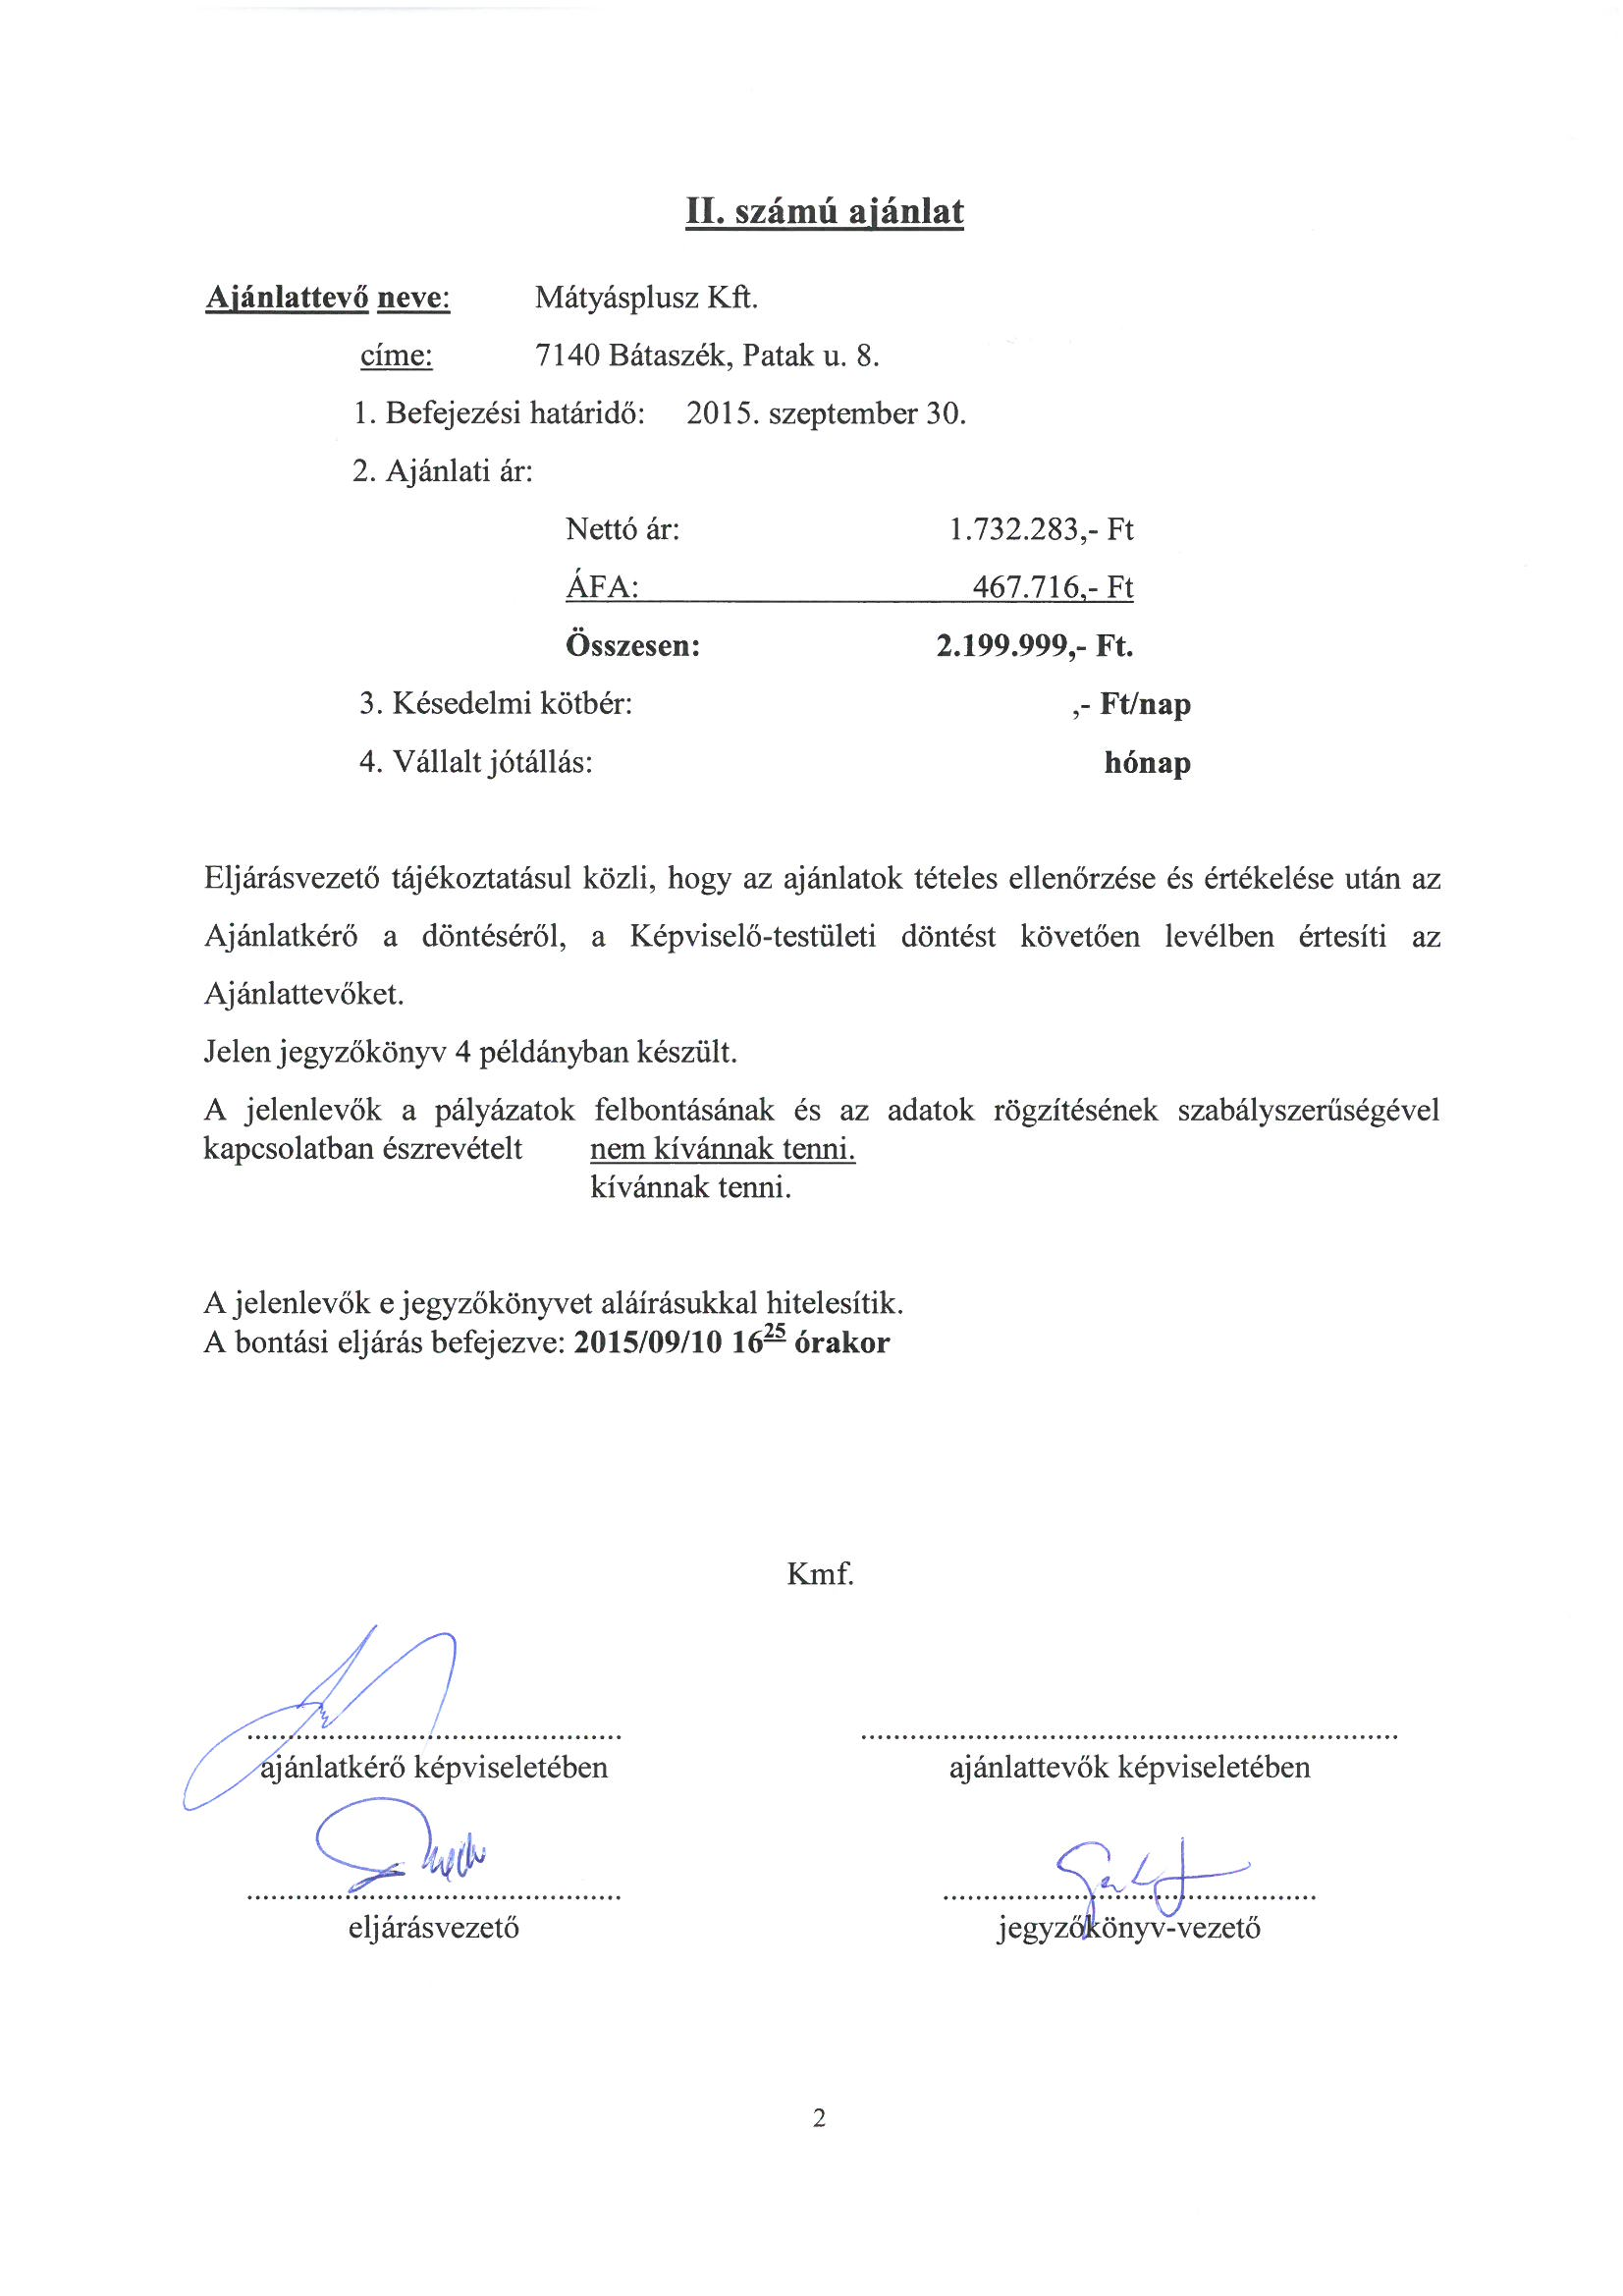 II. számú ajánlat
Ajánlattevő neve: Mátyásplusz Kft.
címe: 7140 Bátaszék, Patak u. 8.
1. Befejezési határidő: 2015. szeptember 30.
2. Ajánlati ár:
Nettó ár: 1.732.283,- Ft
ÁFA: 467.716,- Ft
Összesen: 2.199.999,- Ft.
3. Késedelmi kötbér: ,- Ft/nap
4. Vállalt jótállás: hónap
Eljárásvezető tájékoztatásul közli, hogy az ajánlatok tételes ellenőrzése és értékelése után az
Ajánlatkérő a döntéséről, a Képviselő-testületi döntést követően levélben értesíti az
Ajánlattevőket.
Jelen jegyzőkönyv 4 példányban készült.
A jelenlevők a pályázatok felbontásának és az adatok rögzítésének szabályszerűségével
kapcsolatban észrevételt nem kívánnak tenni.
kívánnak tenni.
A jelenlevők e jegyzőkönyvet aláírásukkal hitelesítik.
A bontási eljárás befejezve: 2015/09/10 16²⁵ órakor
Kmf.
ajánlatkérő képviseletében ajánlattevők képviseletében
eljárásvezető jegyzőkönyv-vezető
2